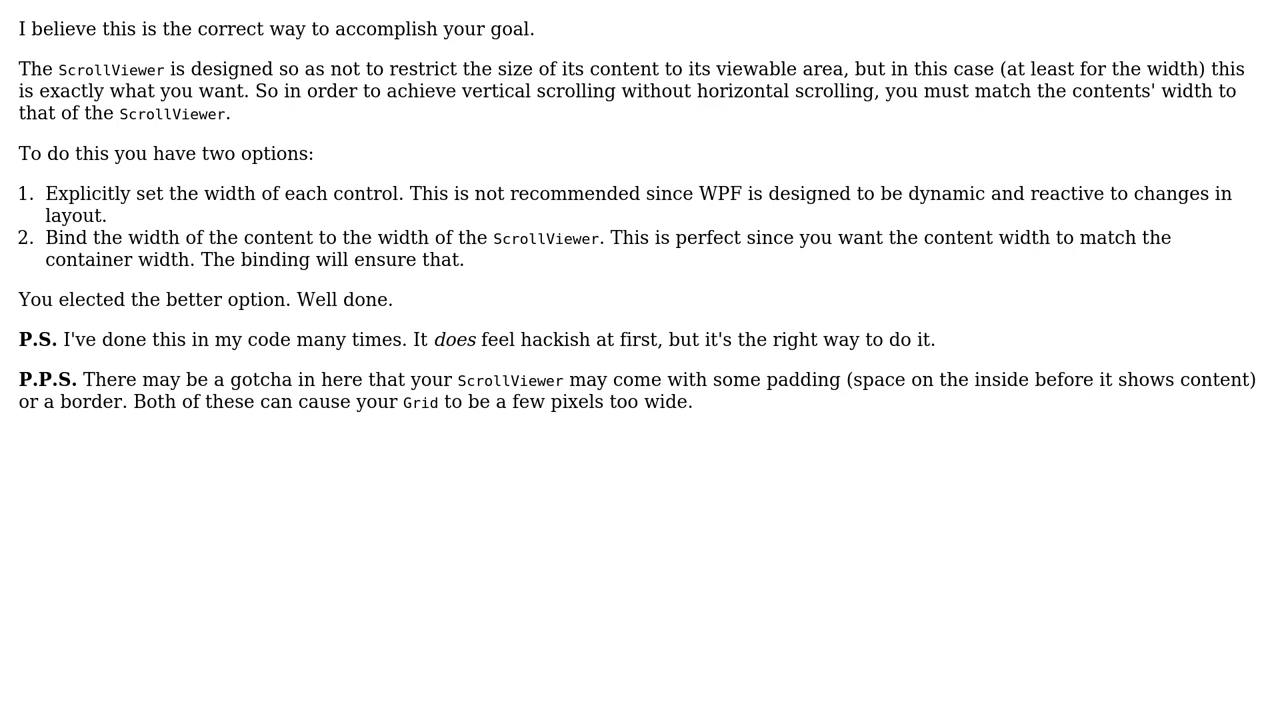 I believe this is the correct way to accomplish your goal.
The ScrollViewer is designed so as not to restrict the size of its content to its viewable area, but in this case (at least for the width) this
is exactly what you want. So in order to achieve vertical scrolling without horizontal scrolling, you must match the contents' width to
that of the ScrollViewer.
To do this you have two options:
1. Explicitly set the width of each control. This is not recommended since WPF is designed to be dynamic and reactive to changes in
layout.
2. Bind the width of the content to the width of the ScrollViewer. This is perfect since you want the content width to match the
container width. The binding will ensure that.
You elected the better option. Well done.
P.S. I've done this in my code many times. It does feel hackish at first, but it's the right way to do it.
P.P.S. There may be a gotcha in here that your ScrollViewer may come with some padding (space on the inside before it shows content)
or a border. Both of these can cause your Grid to be a few pixels too wide.